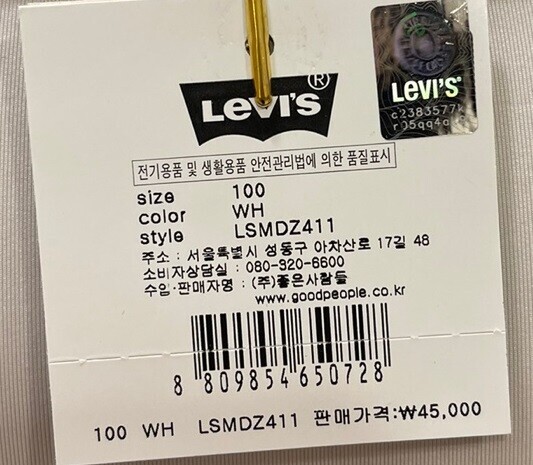 LEVI'S®
LEVI'S®
c2383577
전기용품 및 생활용품 안전관리법에 의한 품질표시
size 100
color WH
style LSMDZ411
주소 : 서울특별시 성동구 아차산로 17길 48
소비자상담실 : 080-320-6600
수입·판매자명 : (주)좋은사람들
www.goodpeople.co.kr
8 809854 650728
100 WH LSMDZ411 판매가격:₩45,000